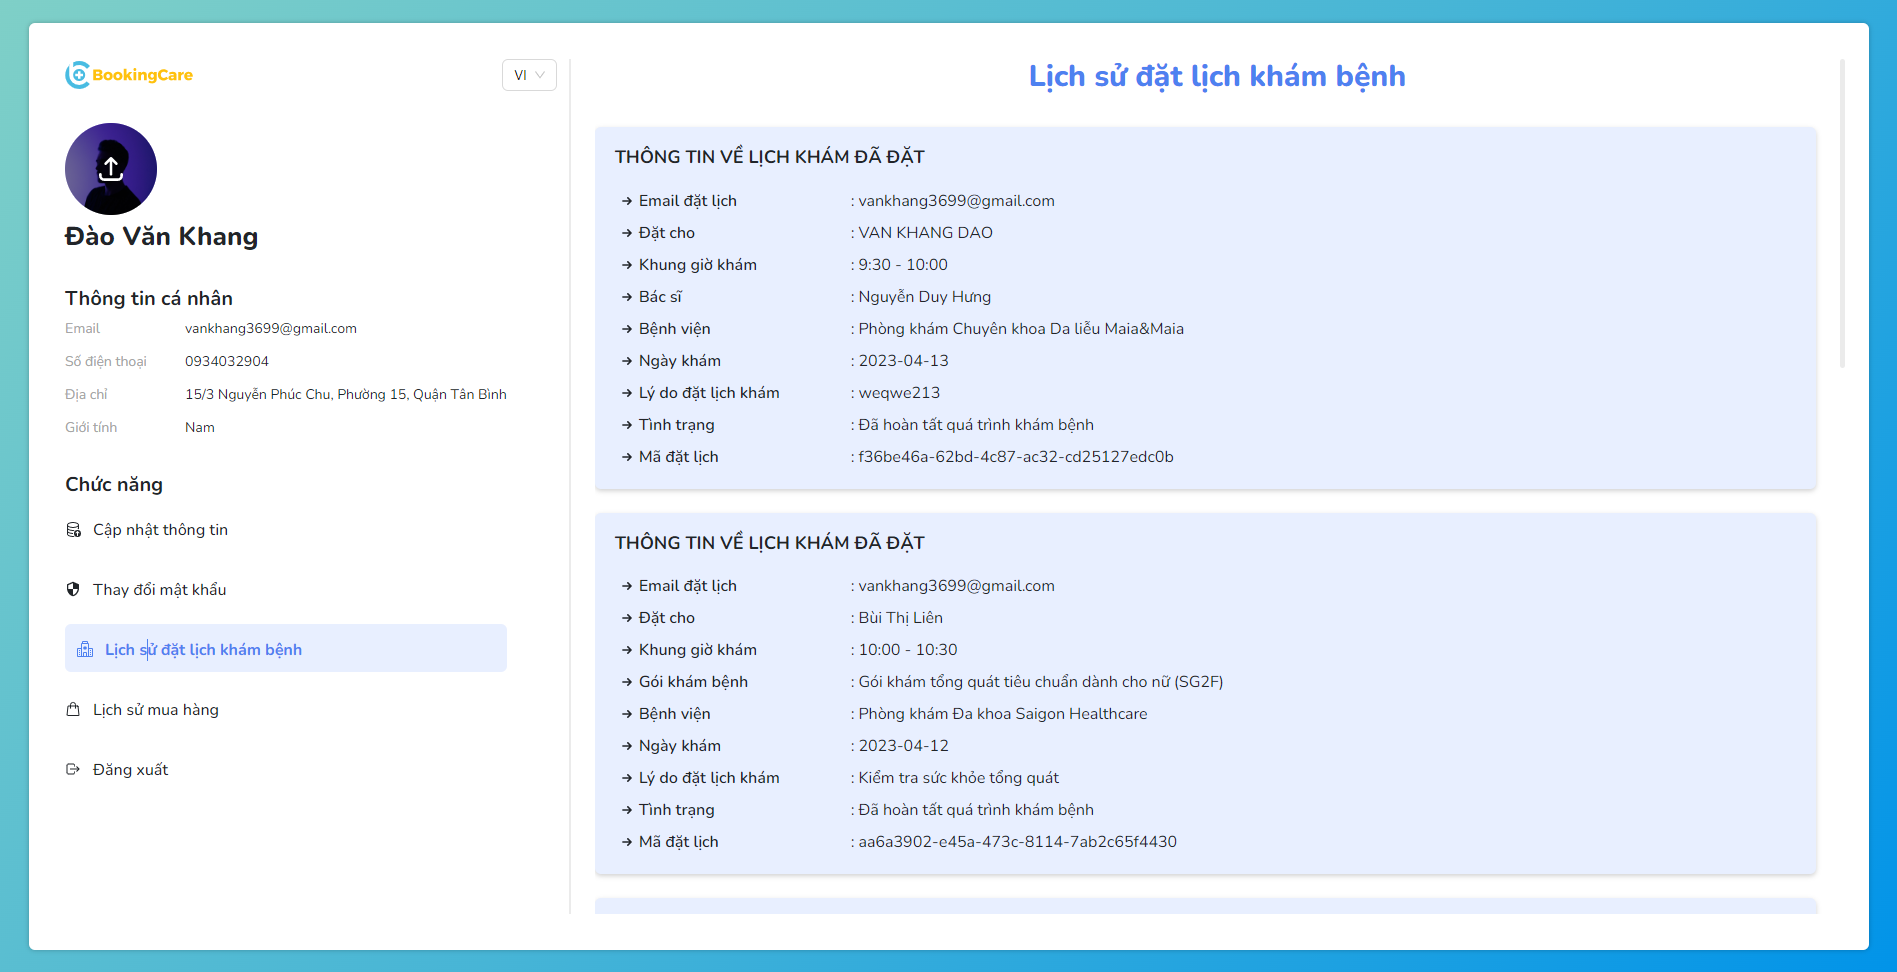 BookingCare
VI
Đào Văn Khang
Thông tin cá nhân
Email vankhang3699@gmail.com
Số điện thoại 0934032904
Địa chỉ 15/3 Nguyễn Phúc Chu, Phường 15, Quận Tân Bình
Giới tính Nam
Chức năng
Cập nhật thông tin
Thay đổi mật khẩu
Lịch sử đặt lịch khám bệnh
Lịch sử mua hàng
Đăng xuất
Lịch sử đặt lịch khám bệnh
THÔNG TIN VỀ LỊCH KHÁM ĐÃ ĐẶT
Email đặt lịch : vankhang3699@gmail.com
Đặt cho : VAN KHANG DAO
Khung giờ khám : 9:30 - 10:00
Bác sĩ : Nguyễn Duy Hưng
Bệnh viện : Phòng khám Chuyên khoa Da liễu Maia&Maia
Ngày khám : 2023-04-13
Lý do đặt lịch khám : weqwe213
Tình trạng : Đã hoàn tất quá trình khám bệnh
Mã đặt lịch : f36be46a-62bd-4c87-ac32-cd25127edc0b
THÔNG TIN VỀ LỊCH KHÁM ĐÃ ĐẶT
Email đặt lịch : vankhang3699@gmail.com
Đặt cho : Bùi Thị Liên
Khung giờ khám : 10:00 - 10:30
Gói khám bệnh : Gói khám tổng quát tiêu chuẩn dành cho nữ (SG2F)
Bệnh viện : Phòng khám Đa khoa Saigon Healthcare
Ngày khám : 2023-04-12
Lý do đặt lịch khám : Kiểm tra sức khỏe tổng quát
Tình trạng : Đã hoàn tất quá trình khám bệnh
Mã đặt lịch : aa6a3902-e45a-473c-8114-7ab2c65f4430